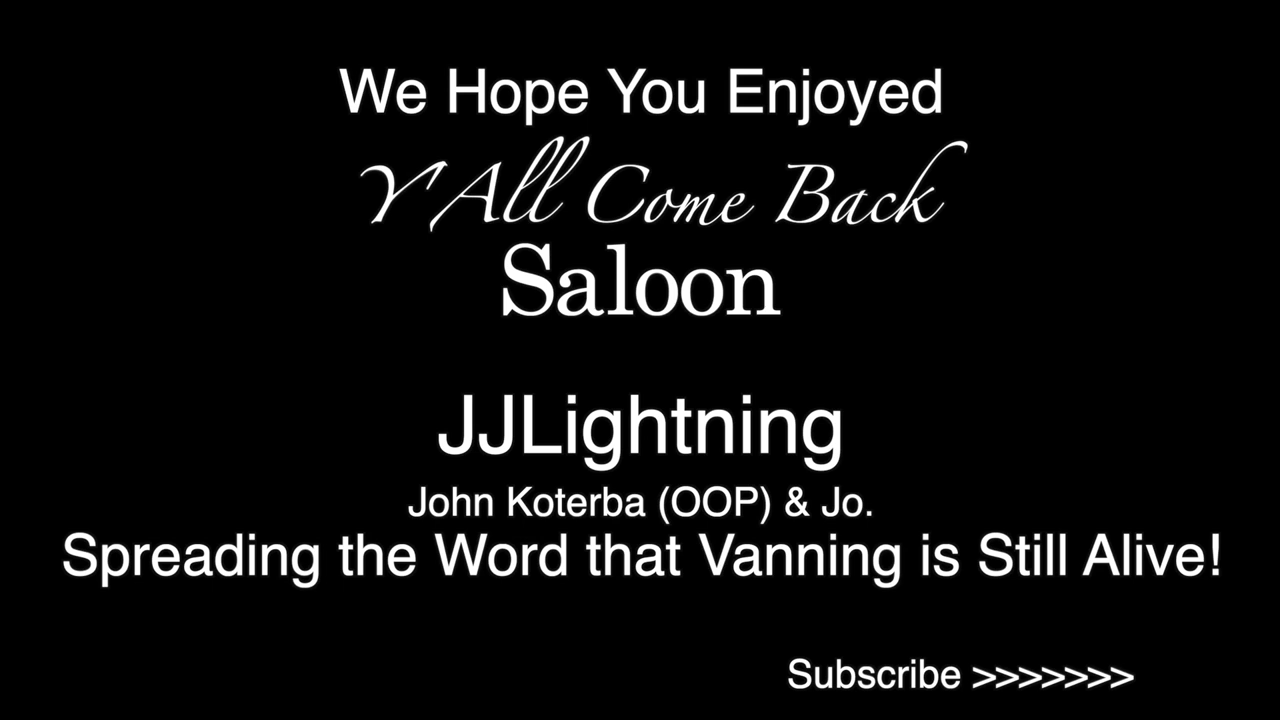 We Hope You Enjoyed
Y'All Come Back
Saloon
JJLightning
John Koterba (OOP) & Jo.
Spreading the Word that Vanning is Still Alive!
Subscribe >>>>>>>